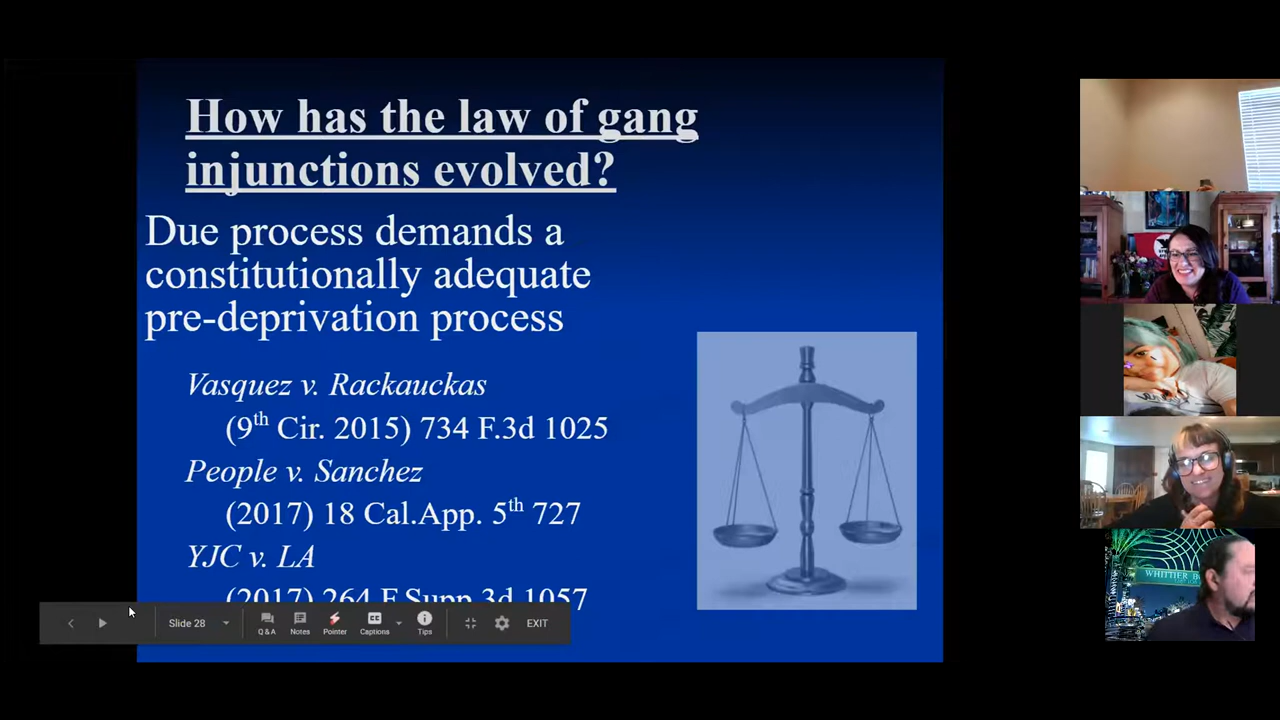 How has the law of gang
injunctions evolved?
Due process demands a
constitutionally adequate
pre-deprivation process
Vasquez v. Rackauckas
(9th Cir. 2015) 734 F.3d 1025
People v. Sanchez
(2017) 18 Cal.App. 5th 727
YJC v. LA
(2017) 264 F.Supp.3d 1057
Slide 28
Q & A
Notes
Pointer
Captions
Tips
EXIT
WHITTIER B